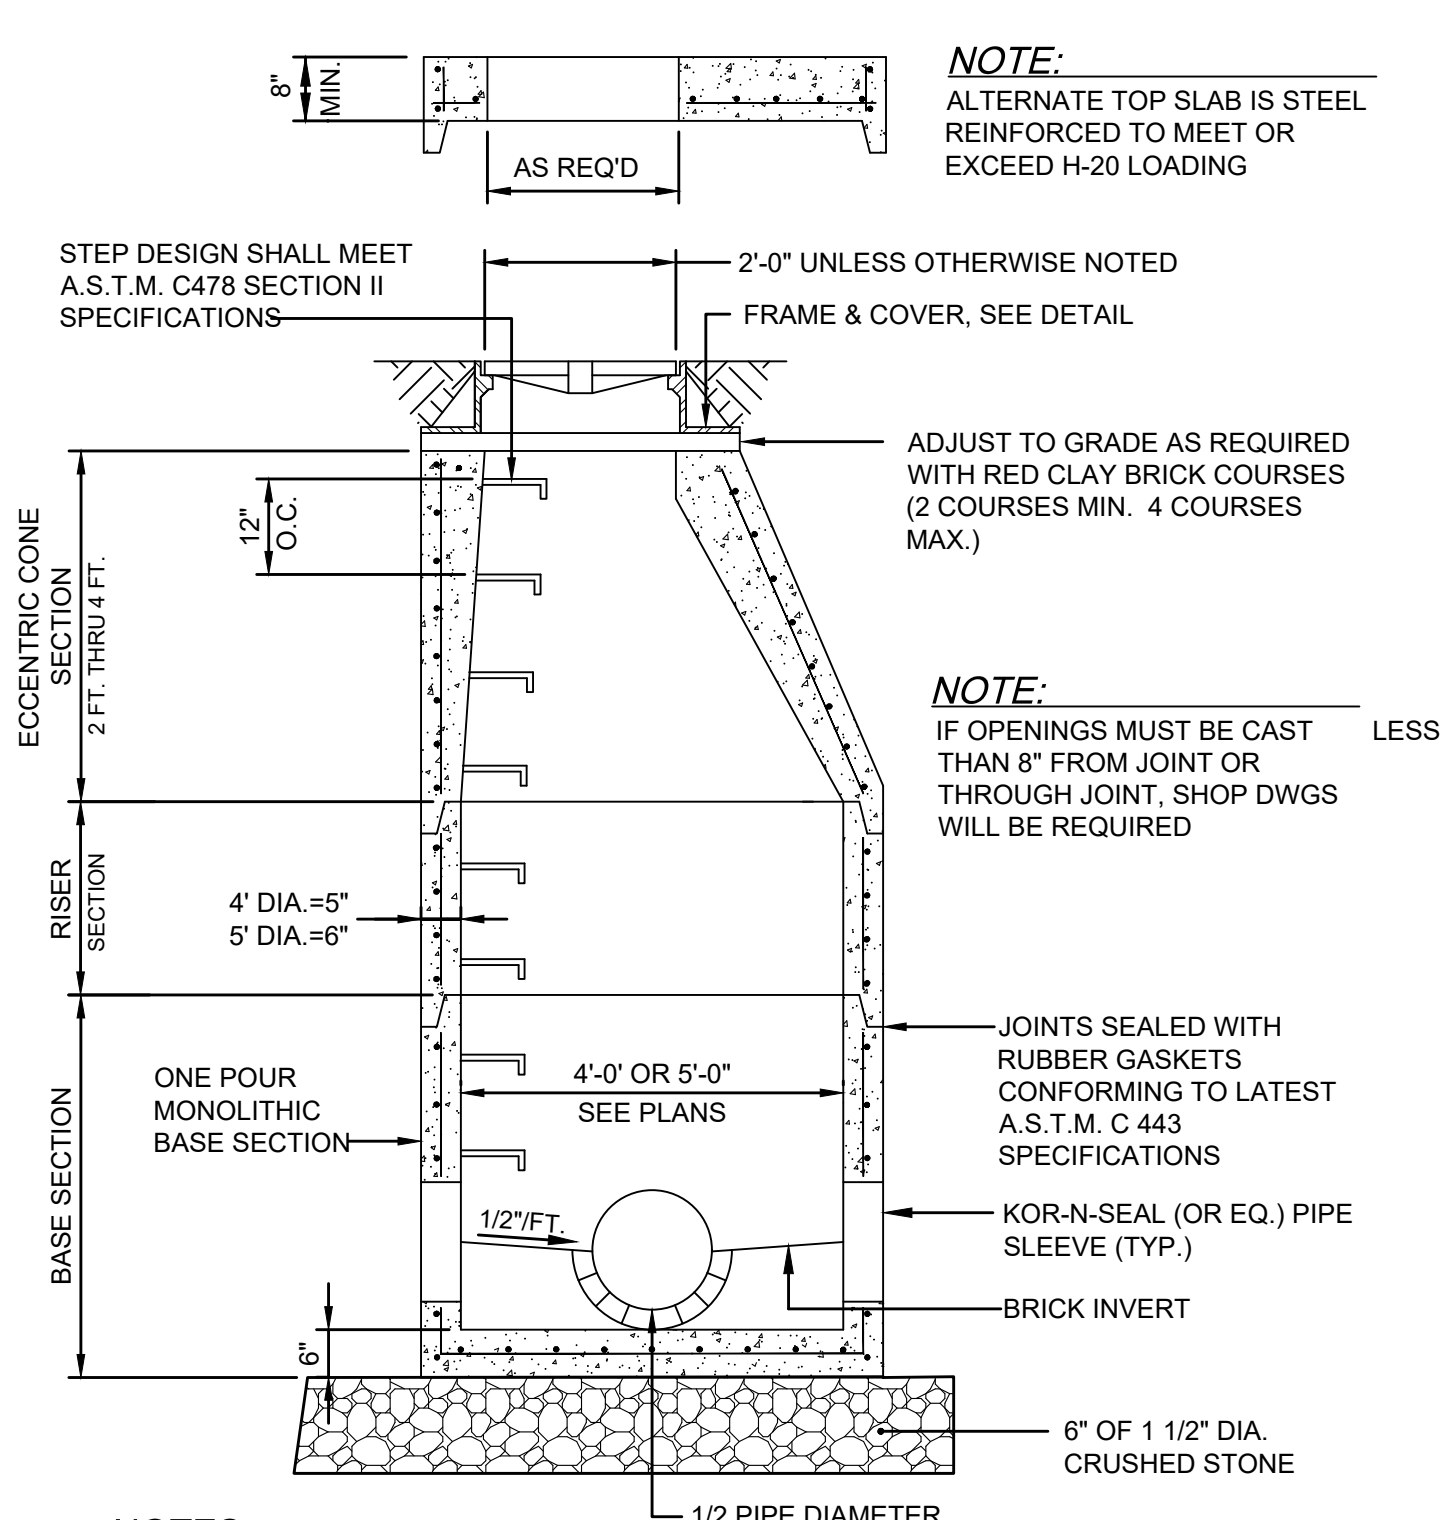 8"
MIN.
NOTE:
ALTERNATE TOP SLAB IS STEEL
REINFORCED TO MEET OR
EXCEED H-20 LOADING
AS REQ'D
STEP DESIGN SHALL MEET
A.S.T.M. C478 SECTION II
SPECIFICATIONS
2'-0" UNLESS OTHERWISE NOTED
FRAME & COVER, SEE DETAIL
ADJUST TO GRADE AS REQUIRED
WITH RED CLAY BRICK COURSES
(2 COURSES MIN. 4 COURSES
MAX.)
12"
O.C.
ECCENTRIC CONE
SECTION
2 FT. THRU 4 FT.
NOTE:
IF OPENINGS MUST BE CAST LESS
THAN 8" FROM JOINT OR
THROUGH JOINT, SHOP DWGS
WILL BE REQUIRED
RISER
SECTION
4' DIA.=5"
5' DIA.=6"
JOINTS SEALED WITH
RUBBER GASKETS
CONFORMING TO LATEST
A.S.T.M. C 443
SPECIFICATIONS
ONE POUR
MONOLITHIC
BASE SECTION
4'-0' OR 5'-0"
SEE PLANS
BASE SECTION
1/2"/FT.
KOR-N-SEAL (OR EQ.) PIPE
SLEEVE (TYP.)
BRICK INVERT
6"
6" OF 1 1/2" DIA.
CRUSHED STONE
1/2 PIPE DIAMETER
NOTES